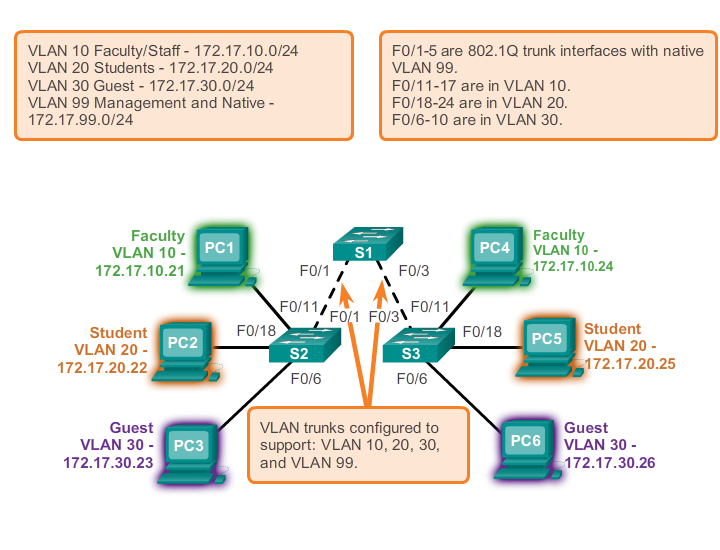 VLAN 10 Faculty/Staff - 172.17.10.0/24
VLAN 20 Students - 172.17.20.0/24
VLAN 30 Guest - 172.17.30.0/24
VLAN 99 Management and Native -
172.17.99.0/24
F0/1-5 are 802.1Q trunk interfaces with native
VLAN 99.
F0/11-17 are in VLAN 10.
F0/18-24 are in VLAN 20.
F0/6-10 are in VLAN 30.
Faculty
VLAN 10 -
172.17.10.21
PC1
S1
PC4
Faculty
VLAN 10 -
172.17.10.24
F0/1
F0/3
F0/11
F0/1
F0/3
F0/11
Student
VLAN 20 -
172.17.20.22
PC2
F0/18
S2
S3
F0/18
PC5
Student
VLAN 20 -
172.17.20.25
F0/6
F0/6
Guest
VLAN 30 -
172.17.30.23
PC3
VLAN trunks configured to
support: VLAN 10, 20, 30,
and VLAN 99.
PC6
Guest
VLAN 30 -
172.17.30.26